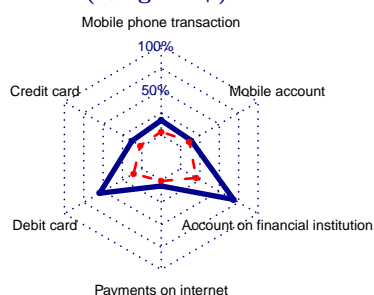 Mobile phone transaction
100%
Credit card
50%
Mobile account
Debit card
Account on financial institution
Payments on internet